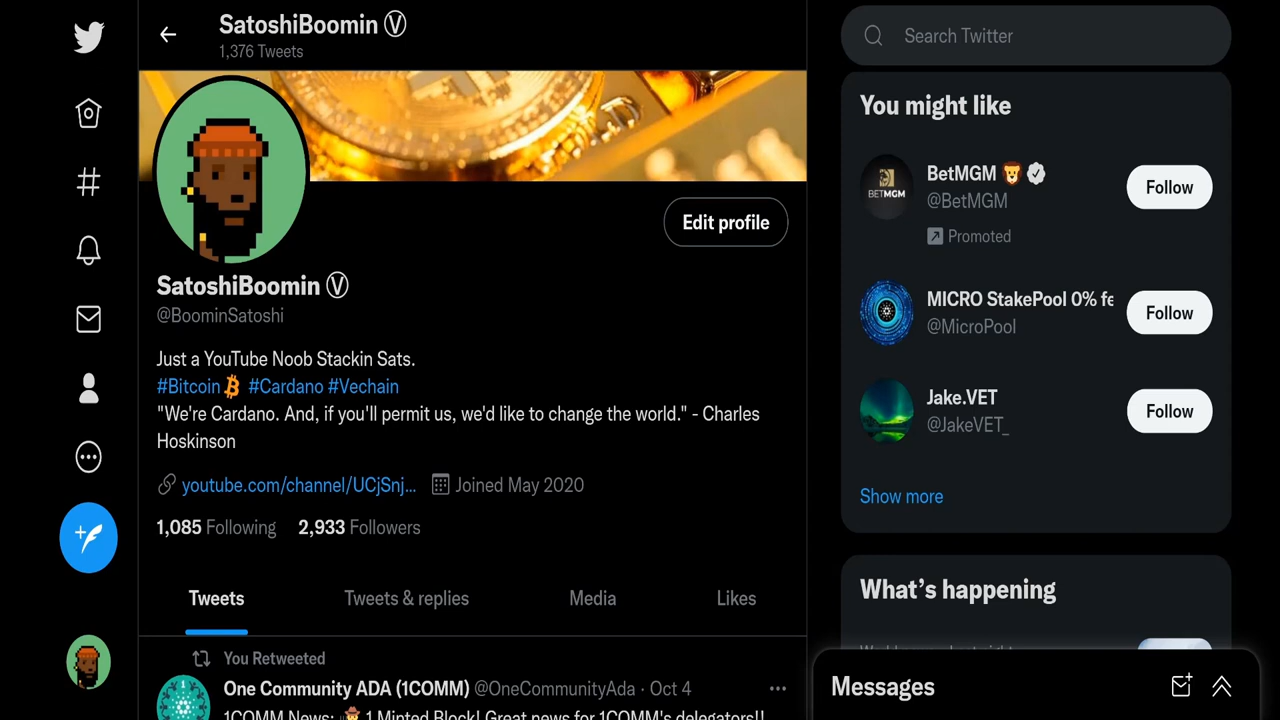 SatoshiBoomin Ⓥ
1,376 Tweets
Edit profile
SatoshiBoomin Ⓥ
@BoominSatoshi
Just a YouTube Noob Stackin Sats.
#Bitcoin #Cardano #Vechain
"We're Cardano. And, if you'll permit us, we'd like to change the world." - Charles
Hoskinson
youtube.com/channel/UCjSnj... Joined May 2020
1,085 Following 2,933 Followers
Tweets Tweets & replies Media Likes
You Retweeted
One Community ADA (1COMM) @OneCommunityAda · Oct 4
1COMM News: 🤠 1 Minted Block! Great news for 1COMM's delegators!!
Search Twitter
You might like
BetMGM 🦁
@BetMGM
Promoted
Follow
BETMGM
MICRO StakePool 0% fe
@MicroPool
Follow
Jake.VET
@JakeVET_
Follow
Show more
What's happening
Messages